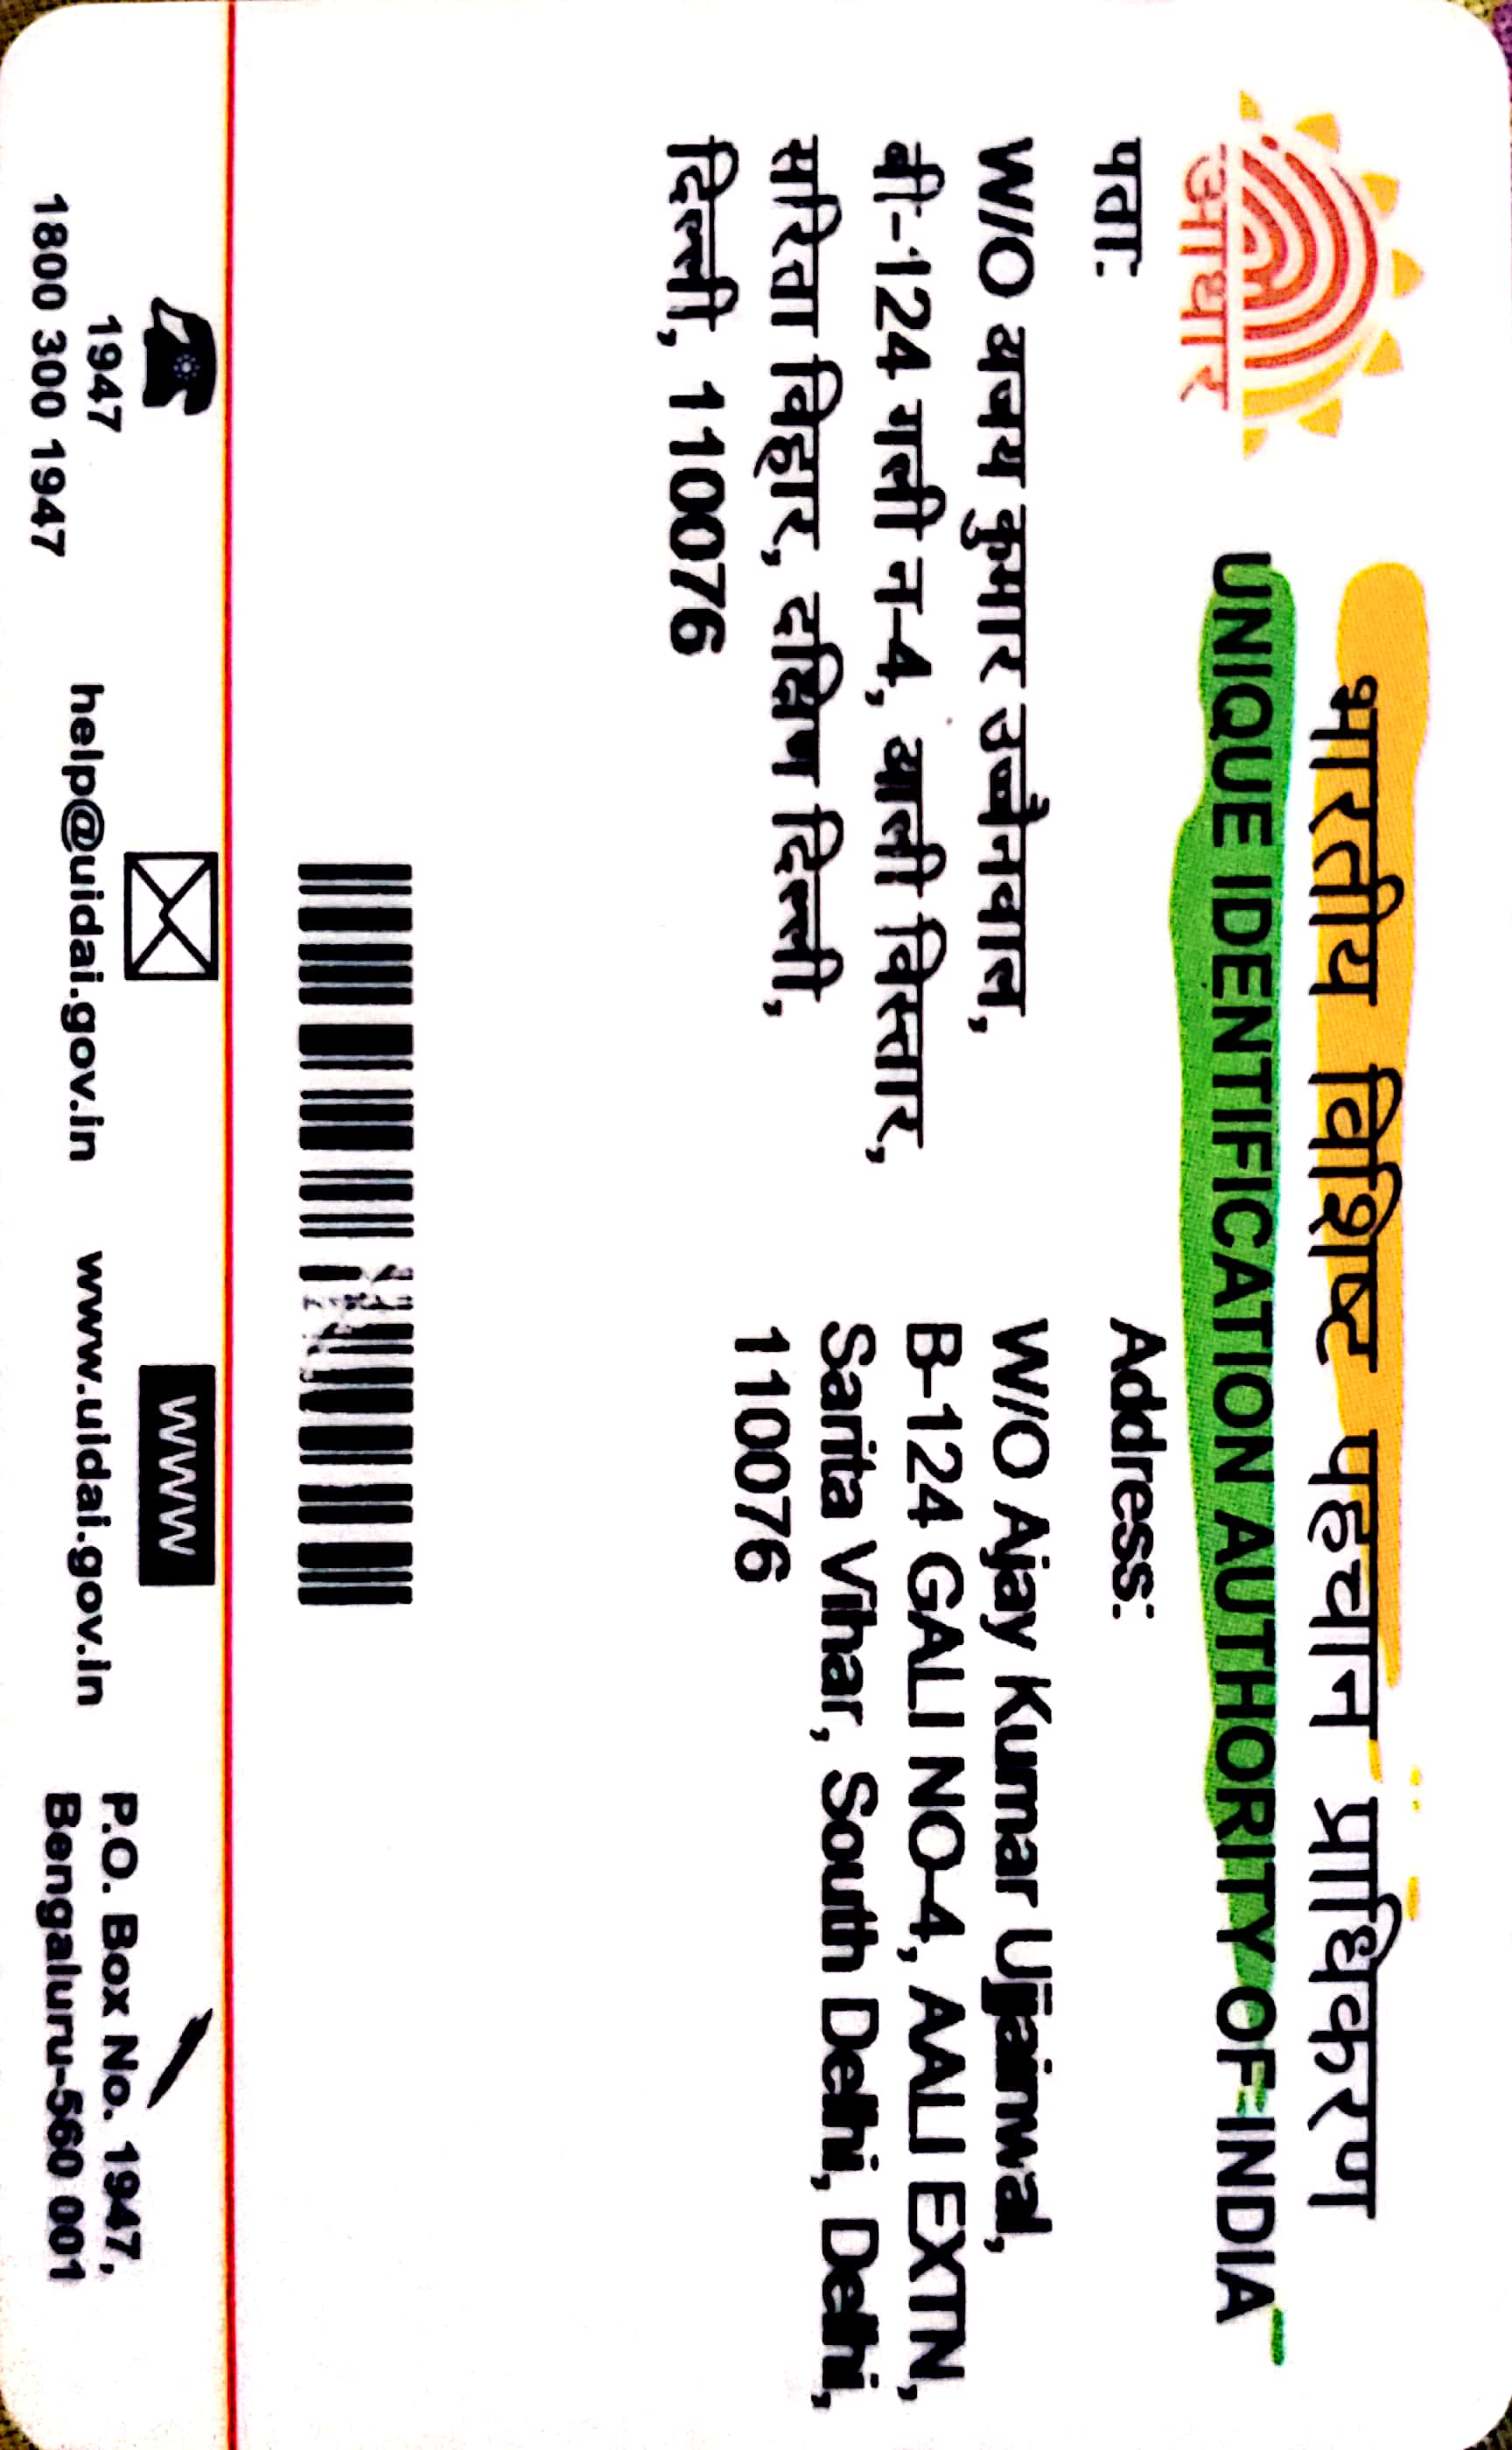 भारतीय विशिष्ट पहचान प्राधिकरण
UNIQUE IDENTIFICATION AUTHORITY OF INDIA
आधार
पता:
W/O अजय कुमार उज्जैनवाल,
बी-124 गली न-4, आली विस्तार,
सरिता विहार, दक्षिण दिल्ली,
दिल्ली, 110076
Address:
W/O Ajay Kumar Ujjainwal,
B-124 GALI NO-4, AALI EXTN,
Sarita Vihar, South Delhi, Delhi,
110076
1947
1800 300 1947
help@uidai.gov.in
WWW
www.uidai.gov.in
P.O. Box No. 1947,
Bengaluru-560 001